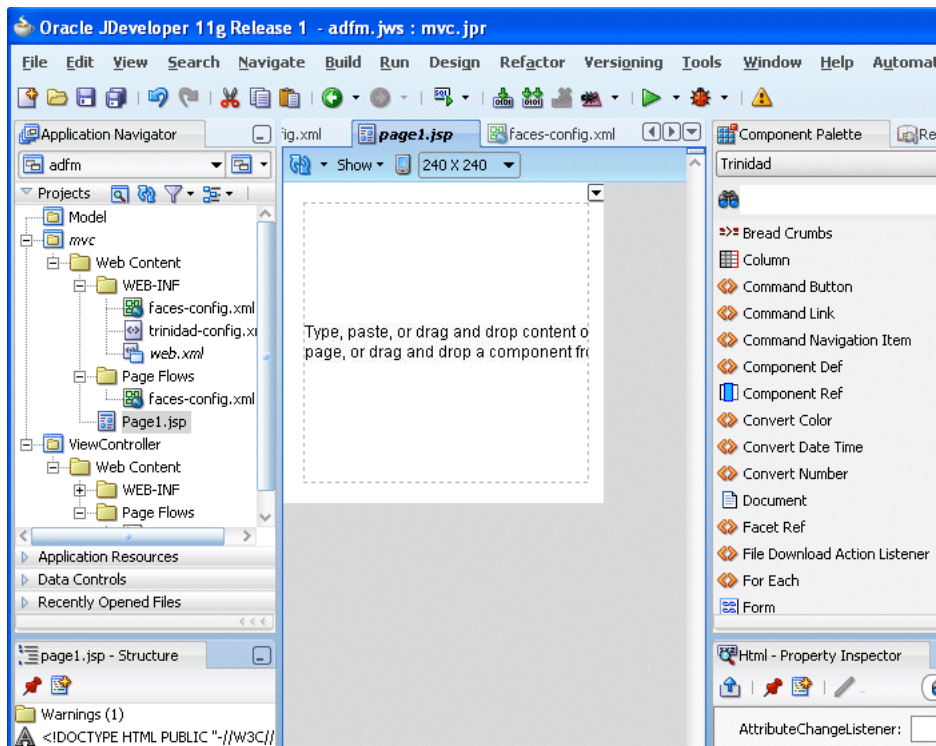 Oracle JDeveloper 11g Release 1 - adfm.jws : mvc.jpr
File Edit View Search Navigate Build Run Design Refactor Versioning Tools Window Help Automat
Application Navigator
ig.xml
page1.jsp
faces-config.xml
Component Palette
Re
adfm
Show
240 X 240
Trinidad
Projects
Model
mvc
Web Content
WEB-INF
faces-config.xml
trinidad-config.x
web.xml
Page Flows
faces-config.xml
Page1.jsp
ViewController
Web Content
WEB-INF
Page Flows
Application Resources
Data Controls
Recently Opened Files
Type, paste, or drag and drop content o
page, or drag and drop a component fr
Bread Crumbs
Column
Command Button
Command Link
Command Navigation Item
Component Def
Component Ref
Convert Color
Convert Date Time
Convert Number
Document
Facet Ref
File Download Action Listener
For Each
Form
page1.jsp - Structure
Warnings (1)
<!DOCTYPE HTML PUBLIC "-//W3C//
Html - Property Inspector
AttributeChangeListener: